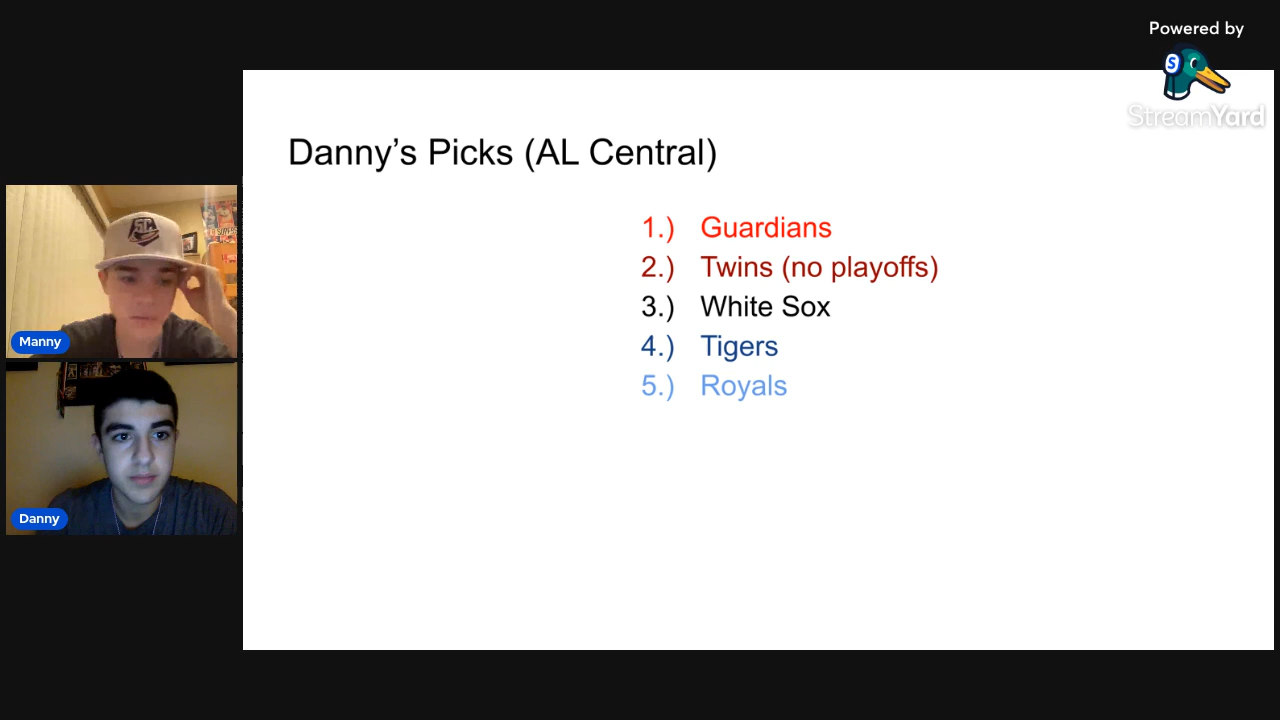 Powered by
StreamYard
Danny’s Picks (AL Central)
1.) Guardians
2.) Twins (no playoffs)
3.) White Sox
4.) Tigers
5.) Royals
SC
Manny
Danny